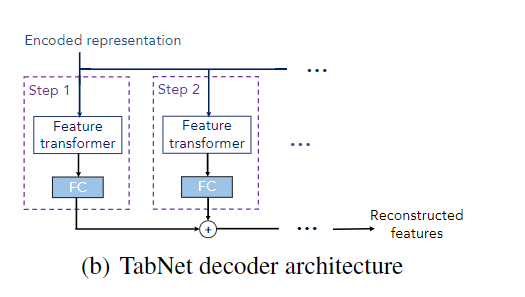 Encoded representation
...
Step 1
Step 2
Feature
transformer
Feature
transformer
...
FC
FC
+
...
Reconstructed
features
(b) TabNet decoder architecture